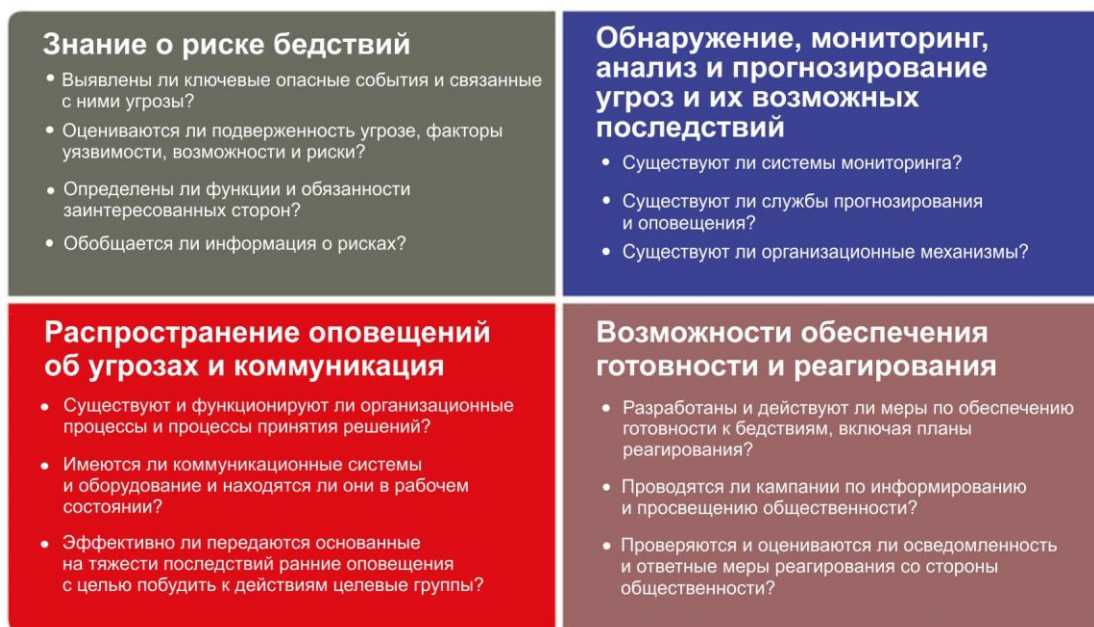 Знание о риске бедствий
• Выявлены ли ключевые опасные события и связанные
с ними угрозы?
• Оцениваются ли подверженность угрозе, факторы
уязвимости, возможности и риски?
• Определены ли функции и обязанности
заинтересованных сторон?
• Обобщается ли информация о рисках?
Обнаружение, мониторинг,
анализ и прогнозирование
угроз и их возможных
последствий
• Существуют ли системы мониторинга?
• Существуют ли службы прогнозирования
и оповещения?
• Существуют ли организационные механизмы?
Распространение оповещений
об угрозах и коммуникация
• Существуют и функционируют ли организационные
процессы и процессы принятия решений?
• Имеются ли коммуникационные системы
и оборудование и находятся ли они в рабочем
состоянии?
• Эффективно ли передаются основанные
на тяжести последствий ранние оповещения
с целью побудить к действиям целевые группы?
Возможности обеспечения
готовности и реагирования
• Разработаны и действуют ли меры по обеспечению
готовности к бедствиям, включая планы
реагирования?
• Проводятся ли кампании по информированию
и просвещению общественности?
• Проверяются и оцениваются ли осведомленность
и ответные меры реагирования со стороны
общественности?